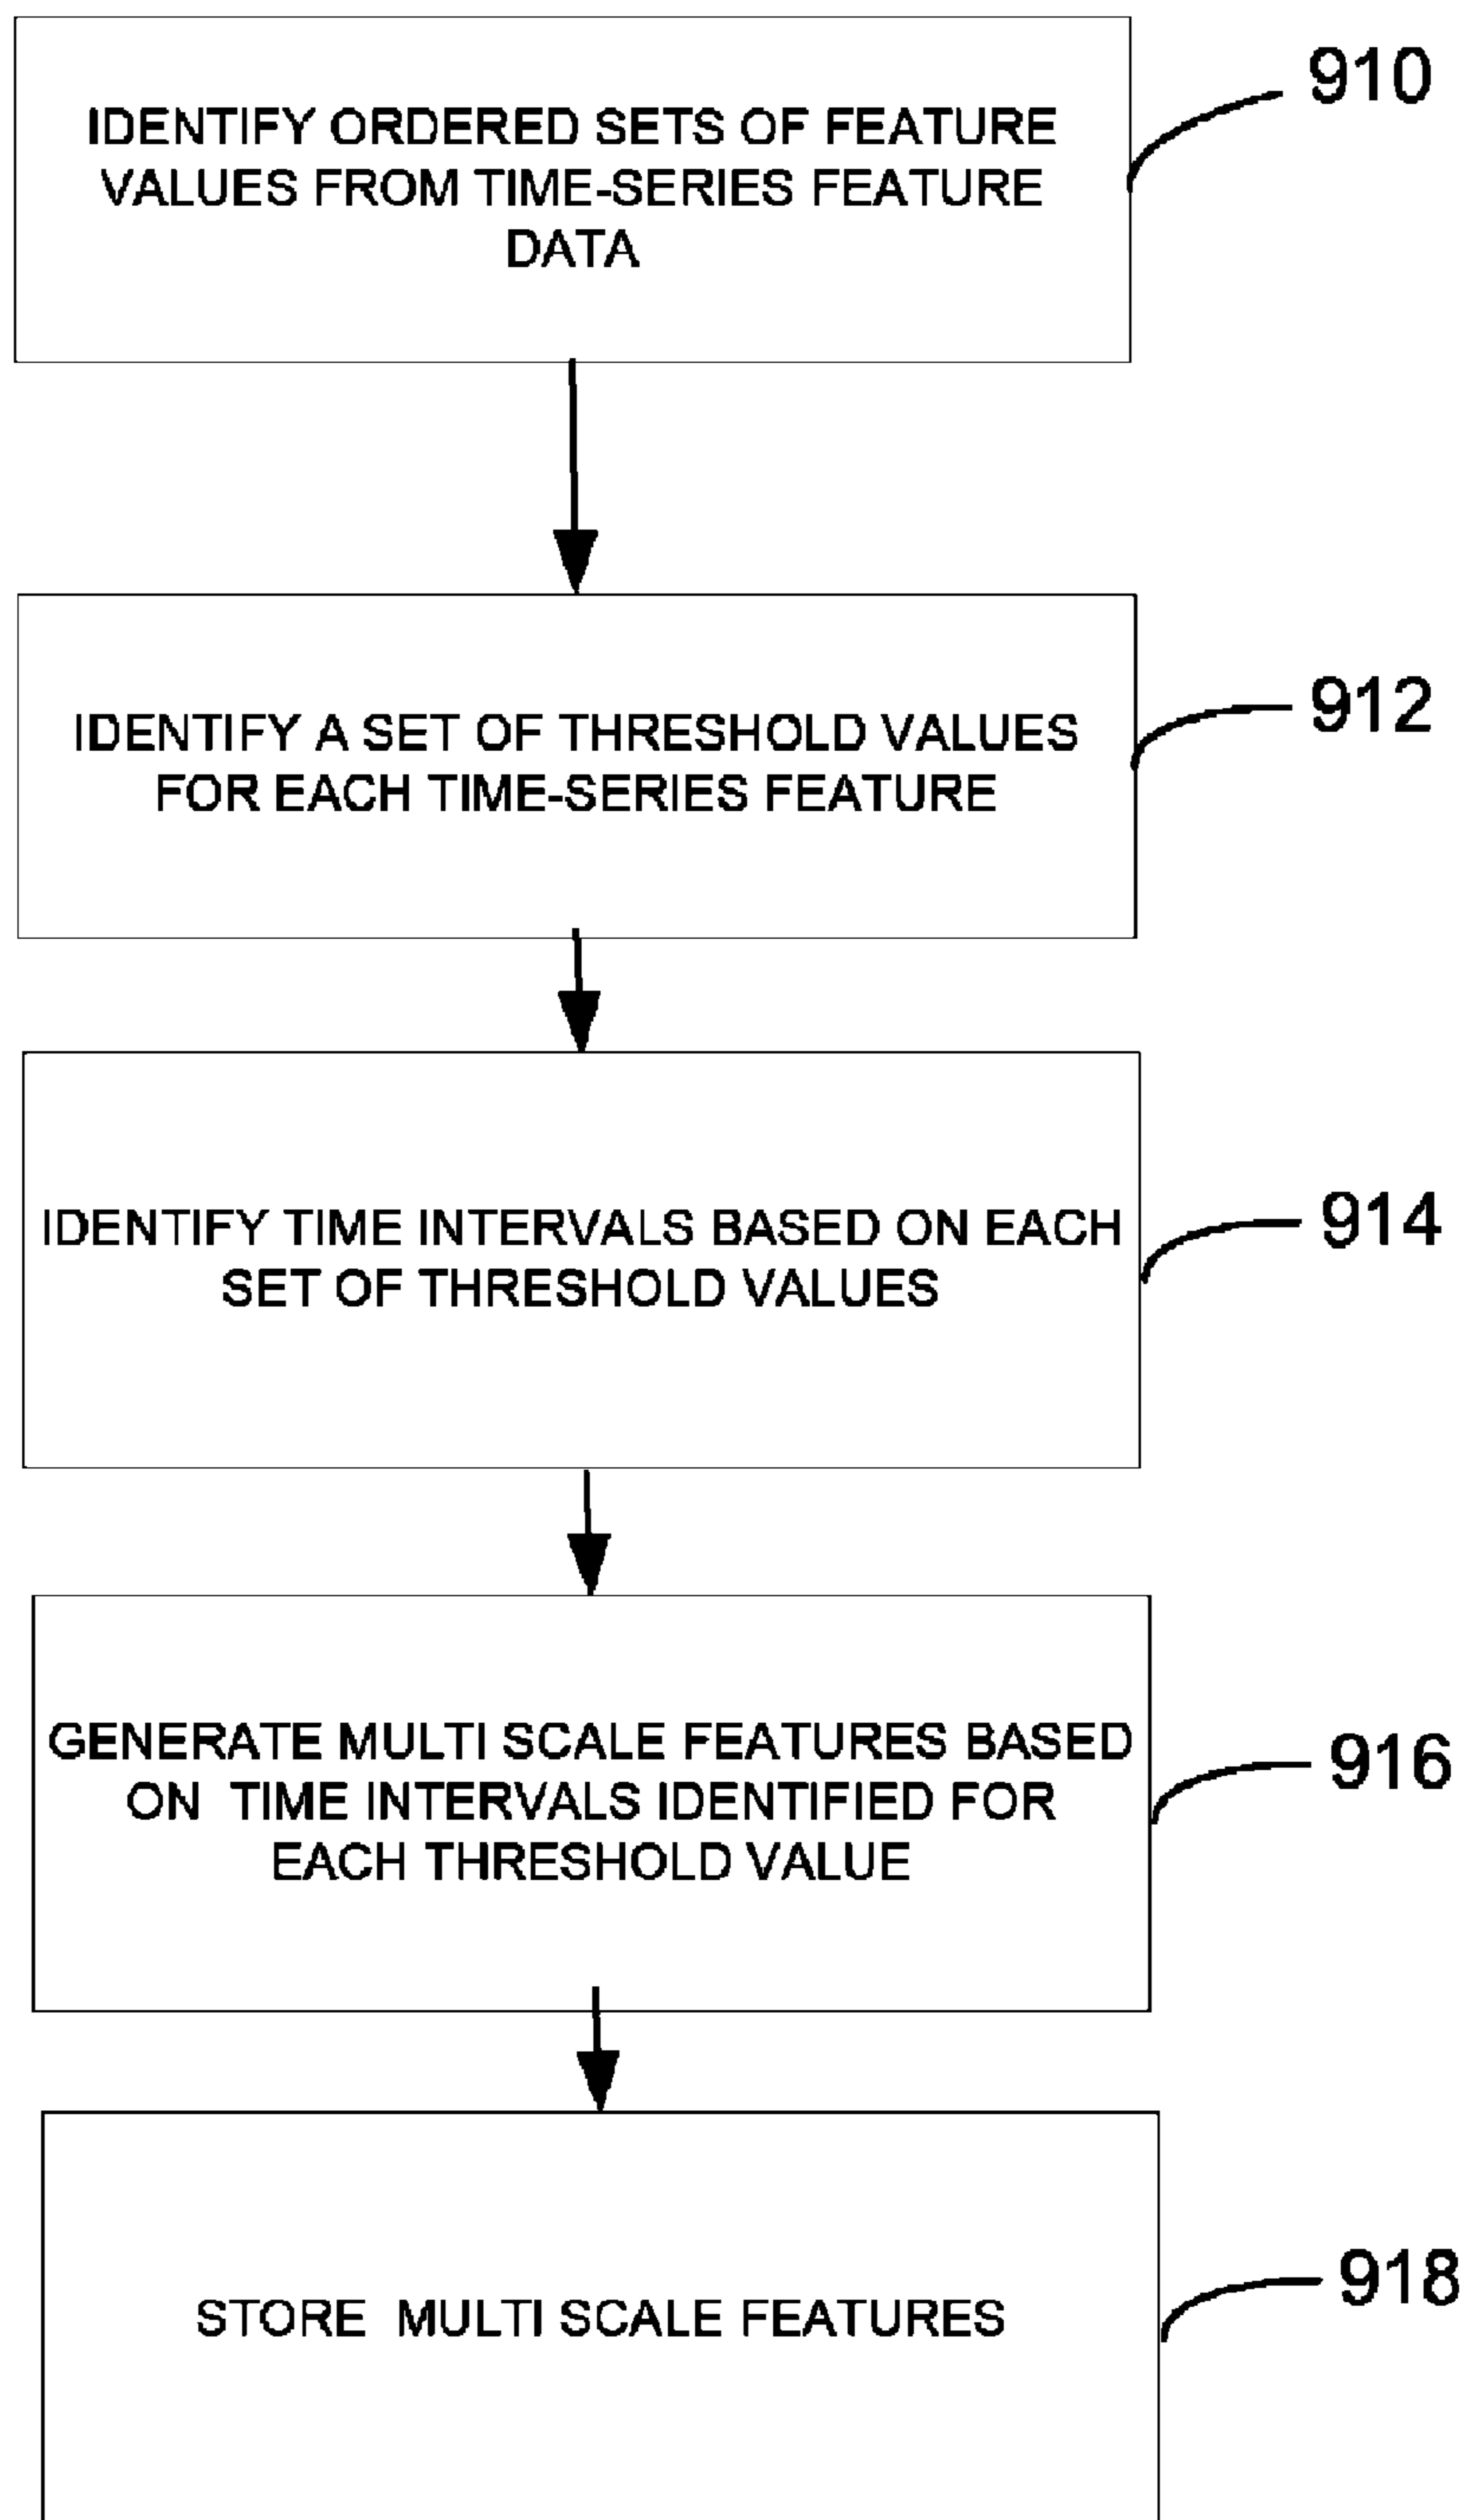 IDENTIFY ORDERED SETS OF FEATURE
VALUES FROM TIME-SERIES FEATURE
DATA
910
IDENTIFY A SET OF THRESHOLD VALUES
FOR EACH TIME-SERIES FEATURE
912
IDENTIFY TIME INTERVALS BASED ON EACH
SET OF THRESHOLD VALUES
914
GENERATE MULTI SCALE FEATURES BASED
ON TIME INTERVALS IDENTIFIED FOR
EACH THRESHOLD VALUE
916
STORE MULTI SCALE FEATURES
918